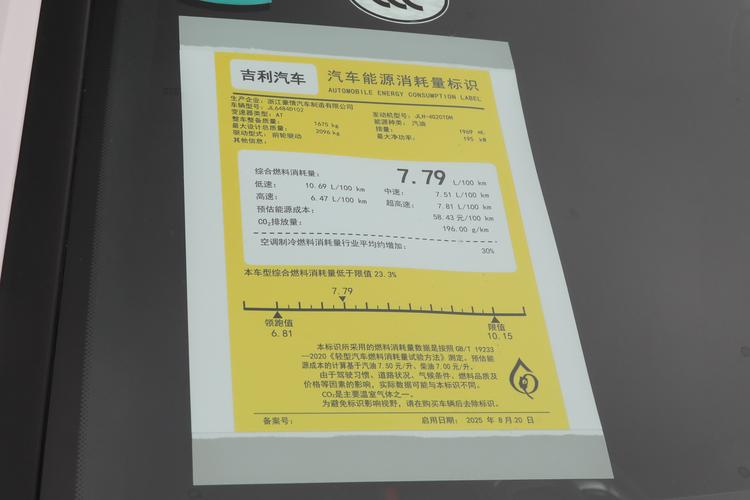 吉利汽车
汽车能源消耗量标识
AUTOMOBILE ENERGY CONSUMPTION LABEL
生产企业: 浙江豪情汽车制造有限公司
车辆型号: JL6484D102
发动机型号: JLH-4G20TDH
变速器类型: AT
能源种类: 汽油
整车整备质量: 1675 kg
排量: 1969 mL
最大设计总质量: 2096 kg
最大净功率: 195 kW
驱动型式: 前轮驱动
其他信息:
综合燃料消耗量: 7.79 L/100 km
低速: 10.69 L/100 km
中速: 7.51 L/100 km
高速: 6.47 L/100 km
超高速: 7.81 L/100 km
预估能源成本: 58.43 元/100 km
CO₂排放量: 196.00 g/km
空调制冷燃料消耗量行业平均约增加: 30%
本车型综合燃料消耗量低于限值 23.3%
7.79
领跑值
6.81
限值
10.15
本标识所采用的燃料消耗量数据是按照 GB/T 19233
—2020《轻型汽车燃料消耗量试验方法》测定。预估能
源成本的计算基于汽油 7.50 元/升、柴油 7.00 元/升。
由于驾驶习惯、道路状况、气候条件、燃料品质及
价格等因素的影响，实际数据可能与本标识不同。
CO₂是主要温室气体之一。
为避免标识影响视野，请在购买车辆后去除标识。
备案号:
启用日期: 2025 年 8 月 20 日